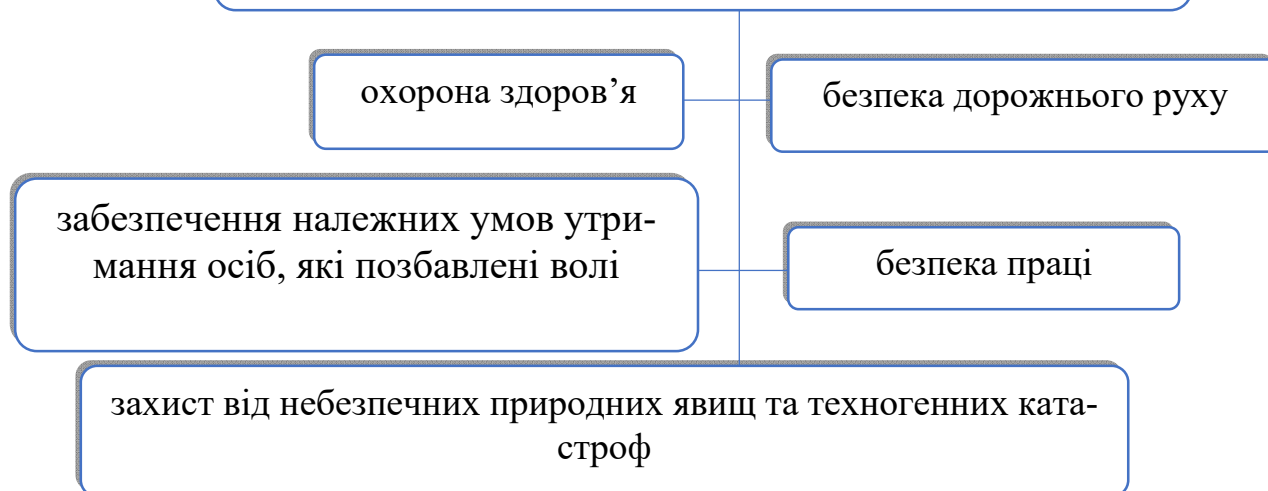 охорона здоров’я
безпека дорожнього руху
забезпечення належних умов утри-
мання осіб, які позбавлені волі
безпека праці
захист від небезпечних природних явищ та техногенних ката-
строф